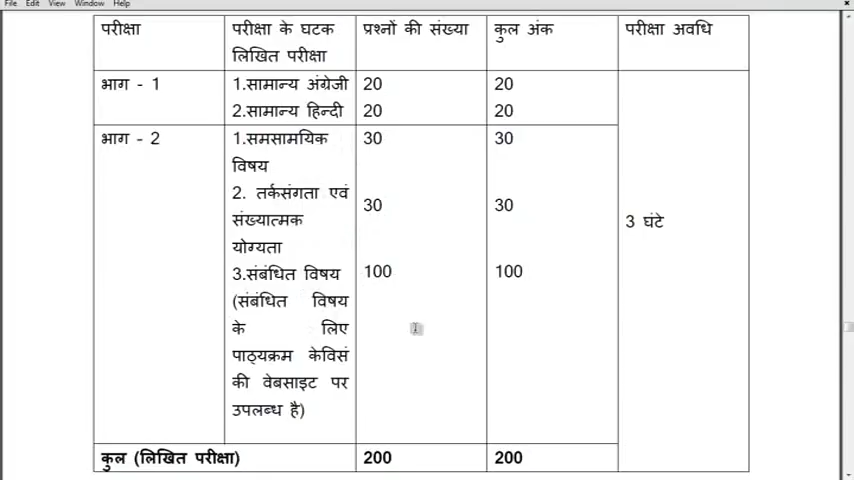 File Edit View Window Help
परीक्षा परीक्षा के घटक प्रश्नों की संख्या कुल अंक परीक्षा अवधि
लिखित परीक्षा
भाग - 1 1.सामान्य अंग्रेजी 20 20
2.सामान्य हिन्दी 20 20
भाग - 2 1.समसामयिक 30 30
विषय
2. तर्कसंगता एवं 30 30
संख्यात्मक 3 घंटे
योग्यता
3.संबंधित विषय 100 100
(संबंधित विषय
के लिए
पाठ्यक्रम केविसं
की वेबसाइट पर
उपलब्ध है)
कुल (लिखित परीक्षा) 200 200